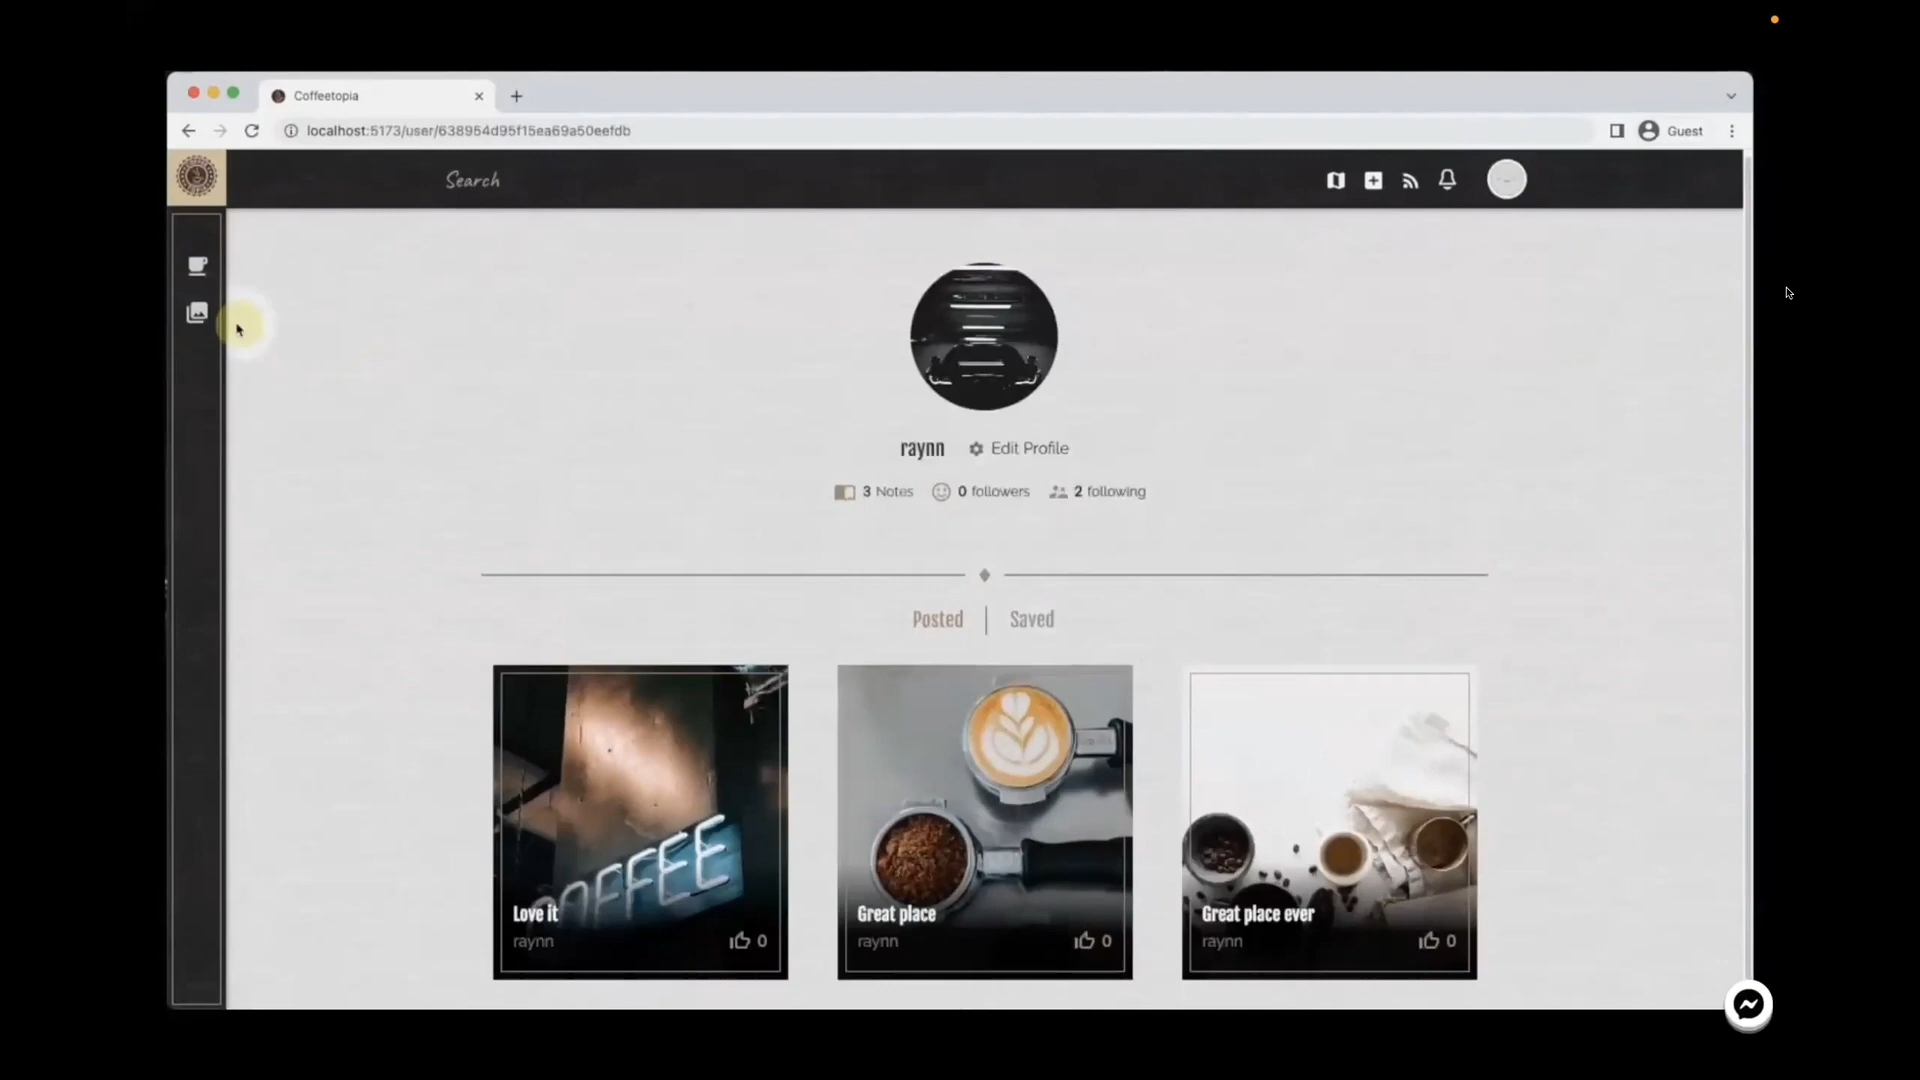 Coffeetopia
localhost:5173/user/638954d95f15ea69a50eefdb
Guest
Search
raynn Edit Profile
3 Notes 0 followers 2 following
Posted | Saved
COFFEE
Love it
raynn 0
Great place
raynn 0
Great place ever
raynn 0